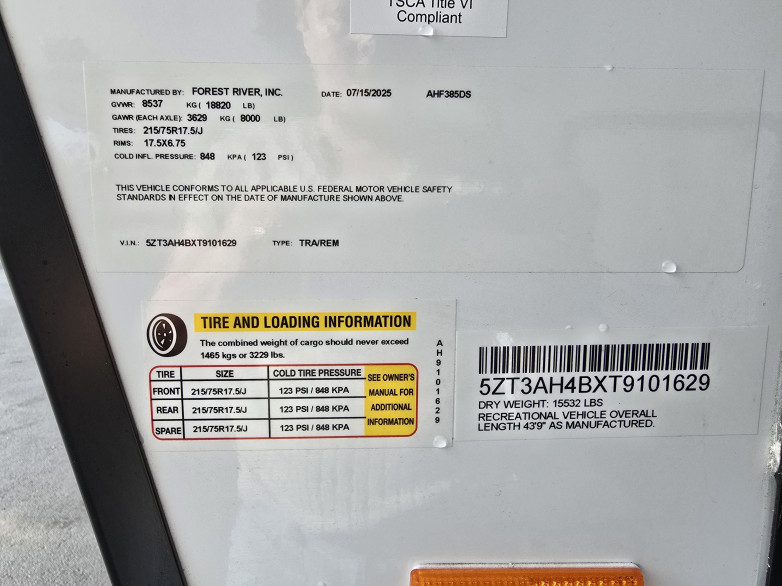 TSCA Title VI
Compliant
MANUFACTURED BY: FOREST RIVER, INC. DATE: 07/15/2025 AHF385DS
GVWR: 8537 KG ( 18820 LB)
GAWR (EACH AXLE): 3629 KG ( 8000 LB)
TIRES: 215/75R17.5/J
RIMS: 17.5X6.75
COLD INFL. PRESSURE: 848 KPA ( 123 PSI)
THIS VEHICLE CONFORMS TO ALL APPLICABLE U.S. FEDERAL MOTOR VEHICLE SAFETY
STANDARDS IN EFFECT ON THE DATE OF MANUFACTURE SHOWN ABOVE.
V.I.N.: 5ZT3AH4BXT9101629 TYPE: TRA/REM
TIRE AND LOADING INFORMATION
The combined weight of cargo should never exceed
1465 kgs or 3229 lbs.
TIRE SIZE COLD TIRE PRESSURE
FRONT 215/75R17.5/J 123 PSI / 848 KPA
REAR 215/75R17.5/J 123 PSI / 848 KPA
SPARE 215/75R17.5/J 123 PSI / 848 KPA
SEE OWNER'S
MANUAL FOR
ADDITIONAL
INFORMATION
AH9101629
5ZT3AH4BXT9101629
DRY WEIGHT: 15532 LBS
RECREATIONAL VEHICLE OVERALL
LENGTH 43'9" AS MANUFACTURED.